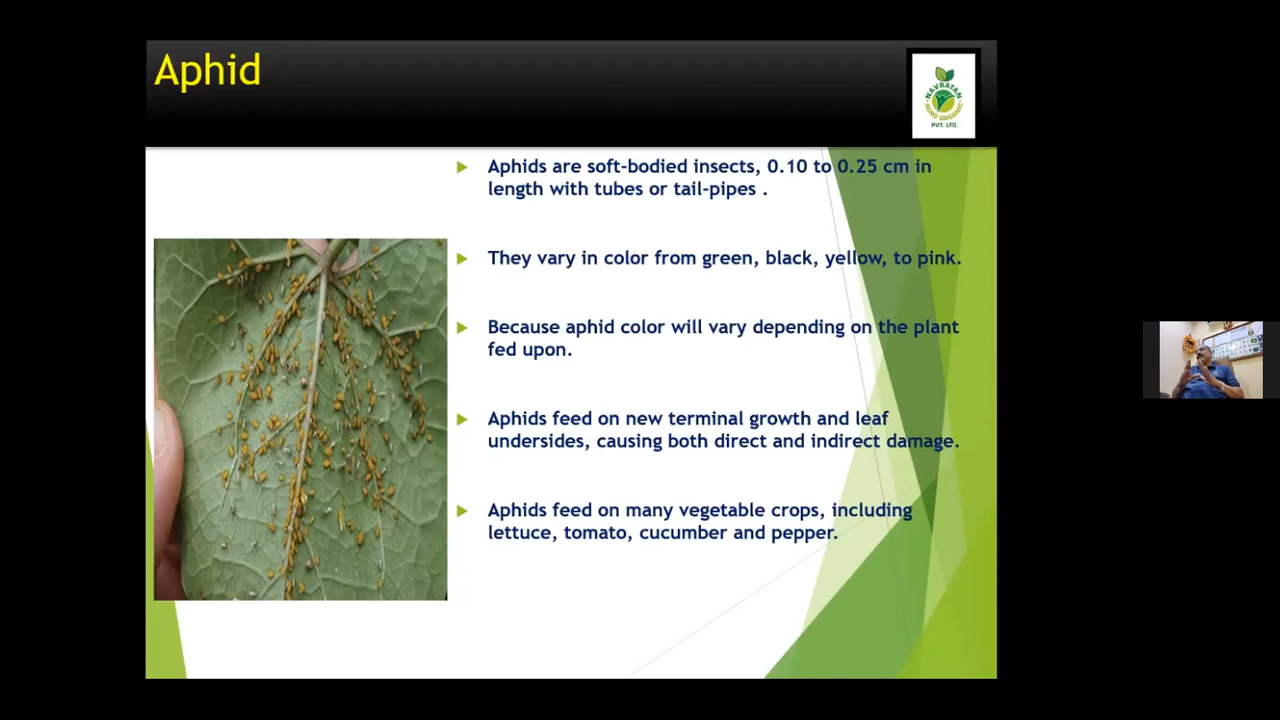 Aphid
NAVRATAN
AGRO ORGANIC
PVT. LTD.
Aphids are soft-bodied insects, 0.10 to 0.25 cm in
length with tubes or tail-pipes .
They vary in color from green, black, yellow, to pink.
Because aphid color will vary depending on the plant
fed upon.
Aphids feed on new terminal growth and leaf
undersides, causing both direct and indirect damage.
Aphids feed on many vegetable crops, including
lettuce, tomato, cucumber and pepper.